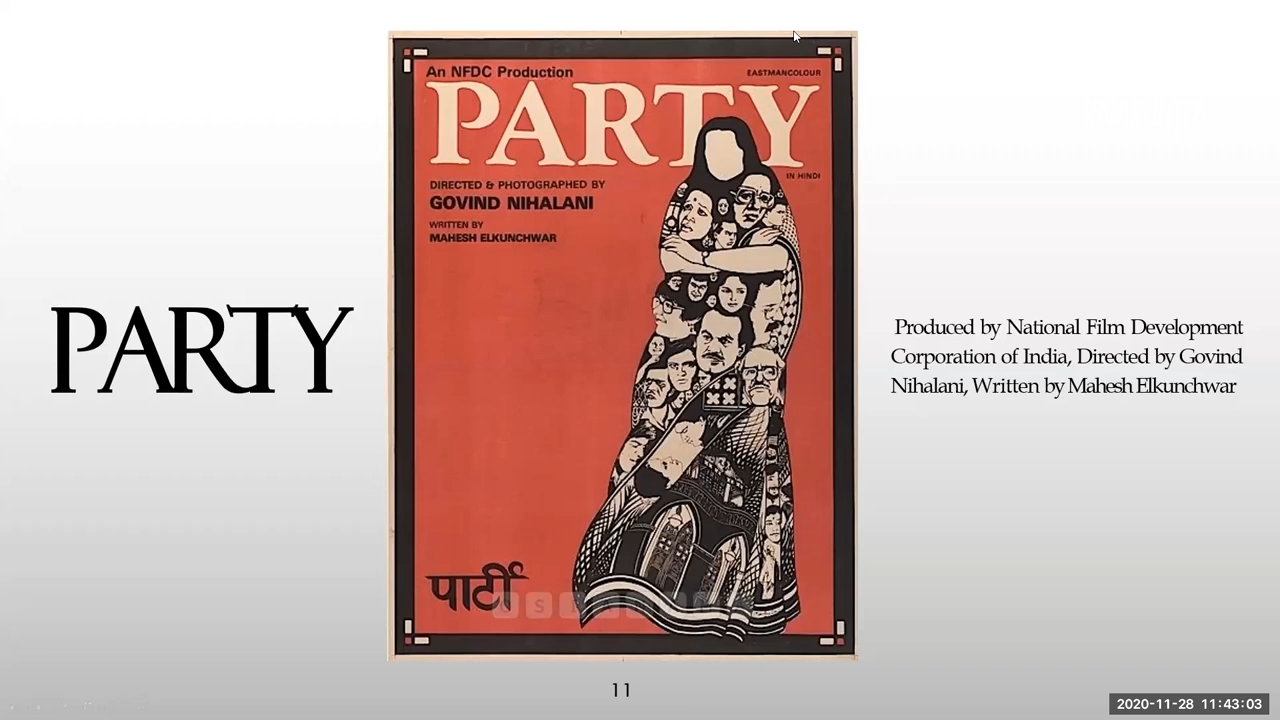 PARTY
An NFDC Production
EASTMANCOLOUR
PARTY
IN HINDI
DIRECTED & PHOTOGRAPHED BY
GOVIND NIHALANI
WRITTEN BY
MAHESH ELKUNCHWAR
पार्टी
Produced by National Film Development
Corporation of India, Directed by Govind
Nihalani, Written by Mahesh Elkunchwar
11
2020-11-28 11:43:03